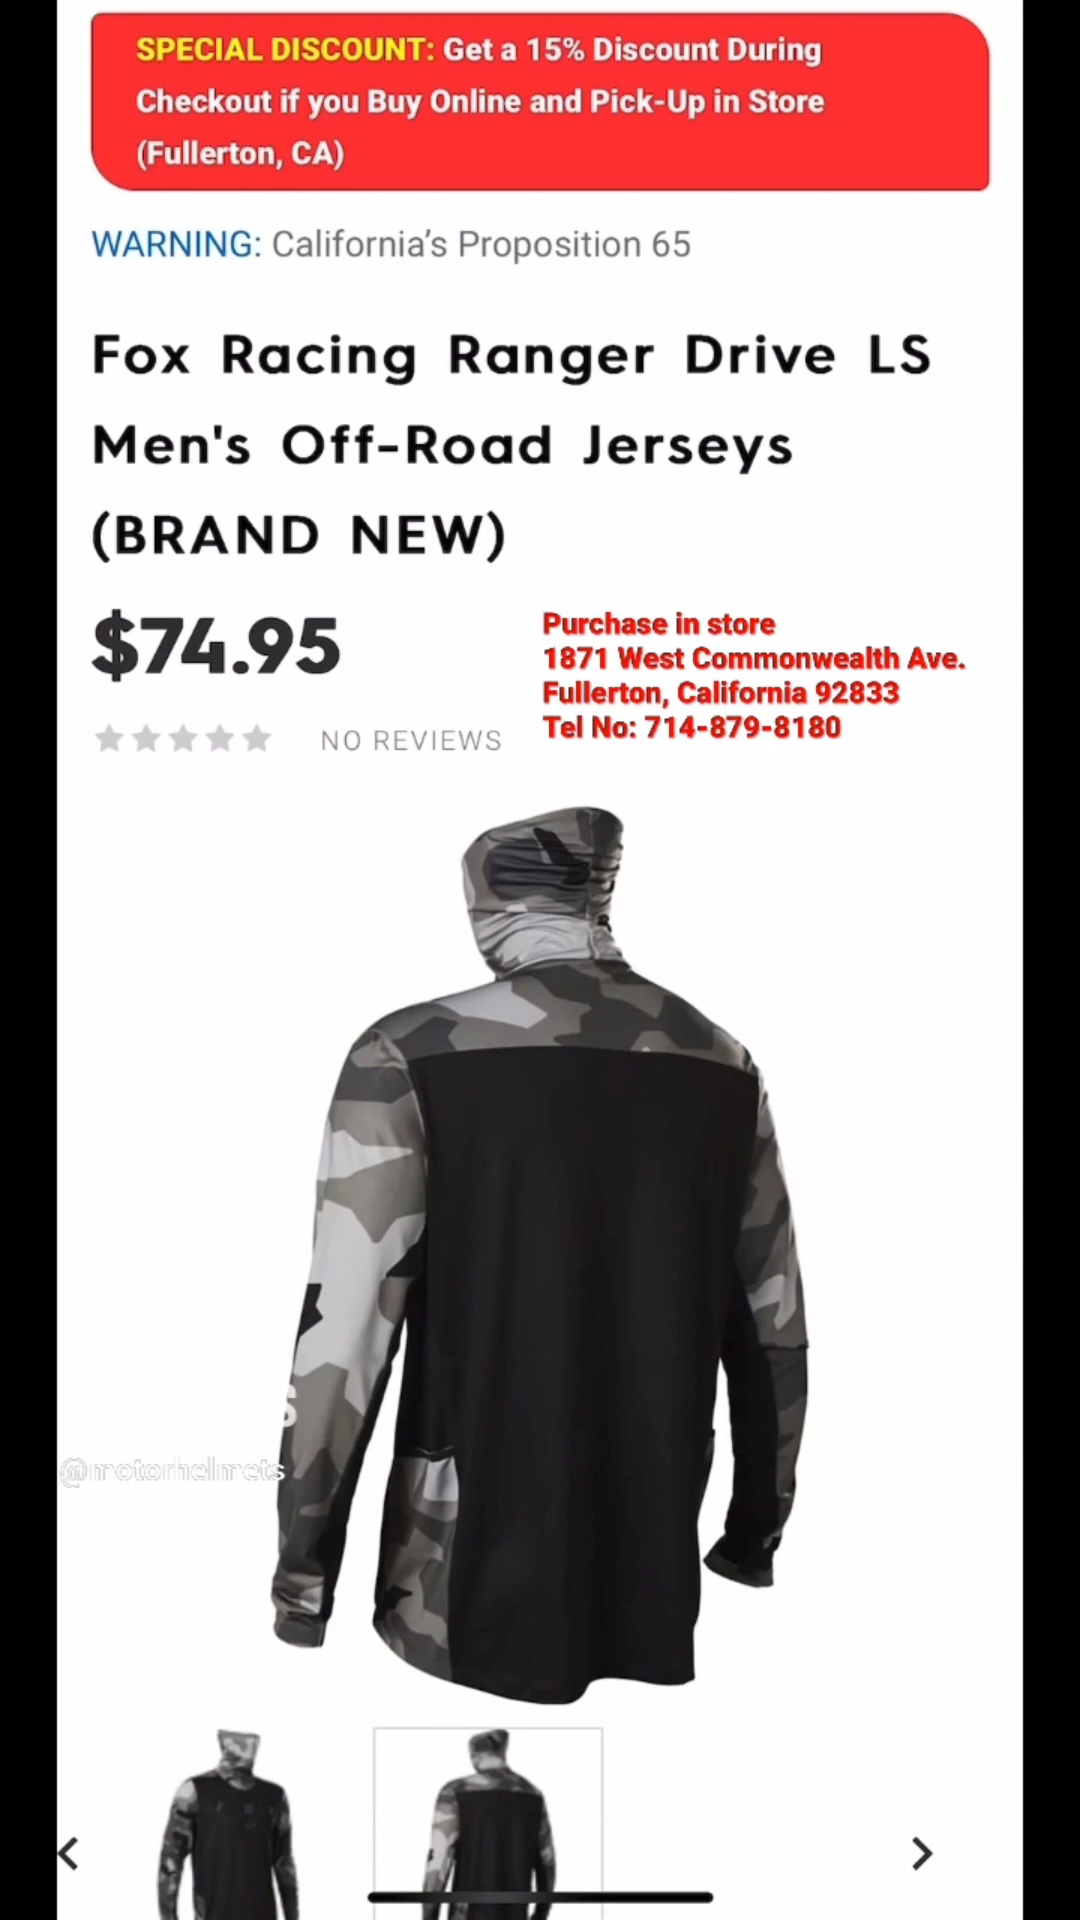 SPECIAL DISCOUNT: Get a 15% Discount During
Checkout if you Buy Online and Pick-Up in Store
(Fullerton, CA)
WARNING: California’s Proposition 65
Fox Racing Ranger Drive LS
Men's Off-Road Jerseys
(BRAND NEW)
$74.95
Purchase in store
1871 West Commonwealth Ave.
Fullerton, California 92833
Tel No: 714-879-8180
NO REVIEWS
@motorhelmets